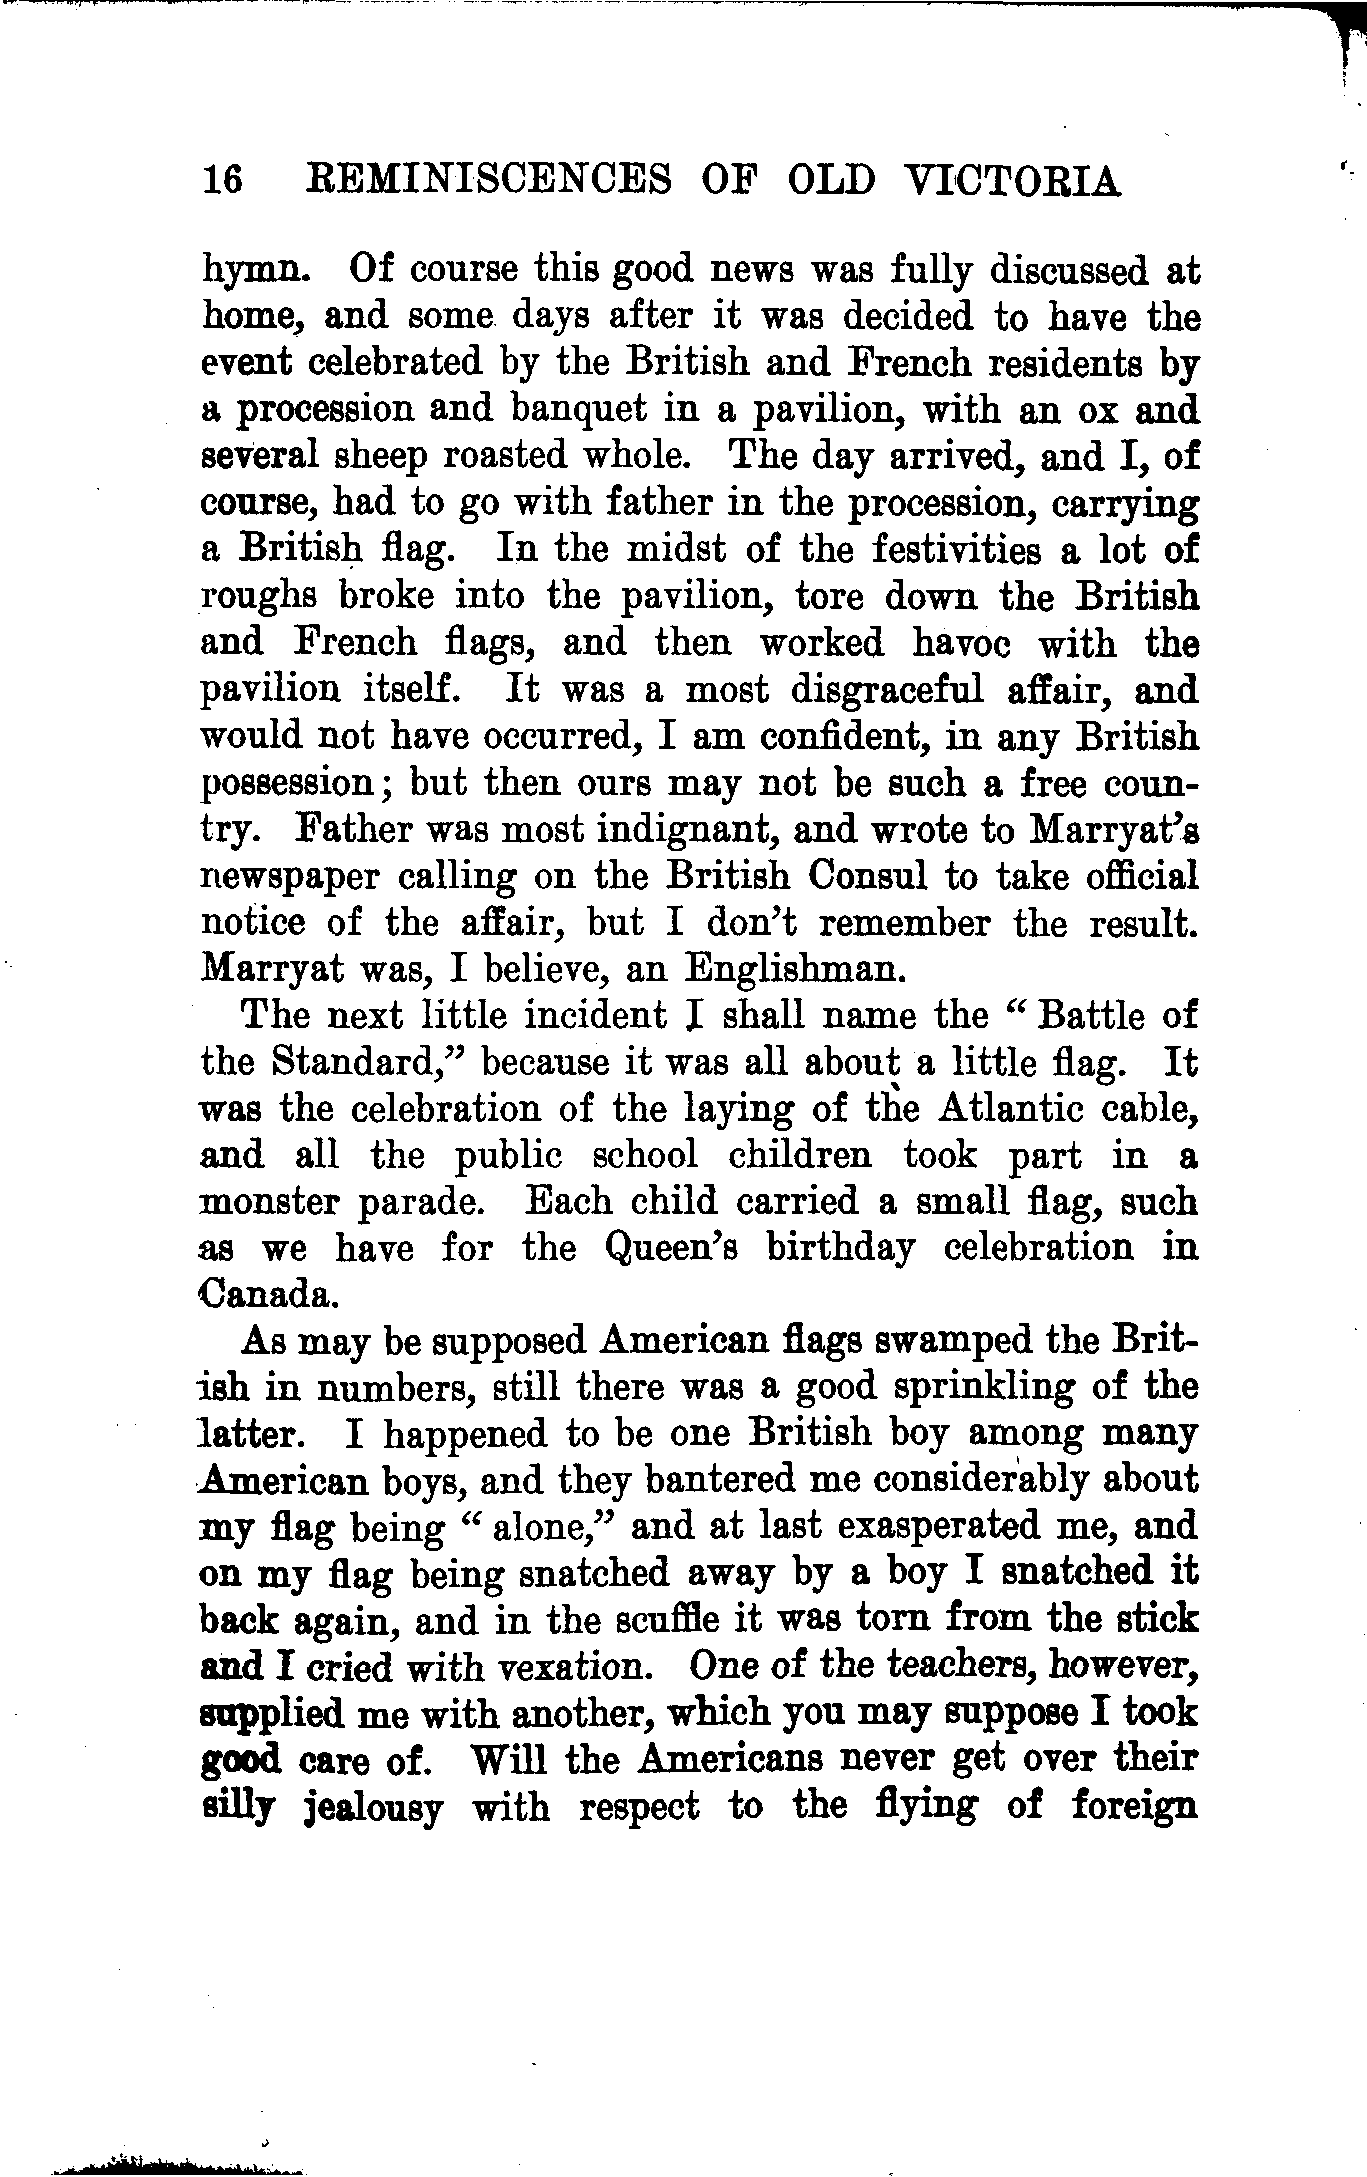 16 REMINISCENCES OF OLD VICTORIA
hymn. Of course this good news was fully discussed at
home, and some days after it was decided to have the
event celebrated by the British and French residents by
a procession and banquet in a pavilion, with an ox and
several sheep roasted whole. The day arrived, and I, of
course, had to go with father in the procession, carrying
a British flag. In the midst of the festivities a lot of
roughs broke into the pavilion, tore down the British
and French flags, and then worked havoc with the
pavilion itself. It was a most disgraceful affair, and
would not have occurred, I am confident, in any British
possession; but then ours may not be such a free coun-
try. Father was most indignant, and wrote to Marryat's
newspaper calling on the British Consul to take official
notice of the affair, but I don't remember the result.
Marryat was, I believe, an Englishman.
The next little incident I shall name the "Battle of
the Standard," because it was all about a little flag. It
was the celebration of the laying of the Atlantic cable,
and all the public school children took part in a
monster parade. Each child carried a small flag, such
as we have for the Queen's birthday celebration in
Canada.
As may be supposed American flags swamped the Brit-
ish in numbers, still there was a good sprinkling of the
latter. I happened to be one British boy among many
American boys, and they bantered me considerably about
my flag being "alone," and at last exasperated me, and
on my flag being snatched away by a boy I snatched it
back again, and in the scuffle it was torn from the stick
and I cried with vexation. One of the teachers, however,
supplied me with another, which you may suppose I took
good care of. Will the Americans never get over their
silly jealousy with respect to the flying of foreign